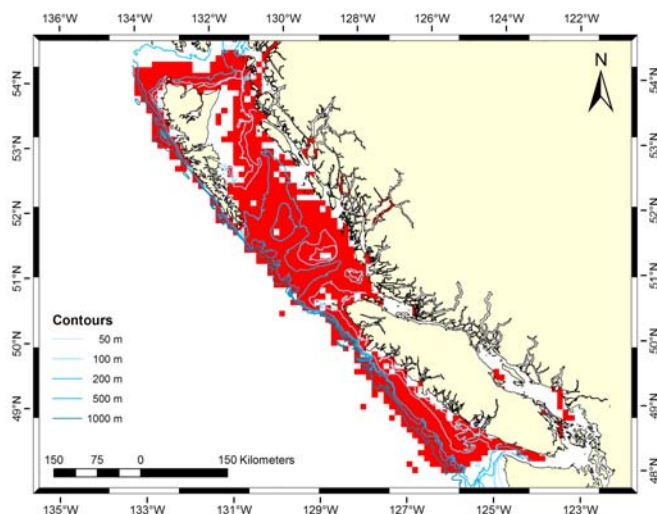 136°W 134°W 132°W 130°W 128°W 126°W 124°W 122°W
N
54°N 54°N
53°N 53°N
52°N 52°N
51°N 51°N
50°N 50°N
49°N 49°N
48°N 48°N
Contours
50 m
100 m
200 m
500 m
1000 m
150 75 0 150 Kilometers
135°W 133°W 131°W 129°W 127°W 125°W 123°W